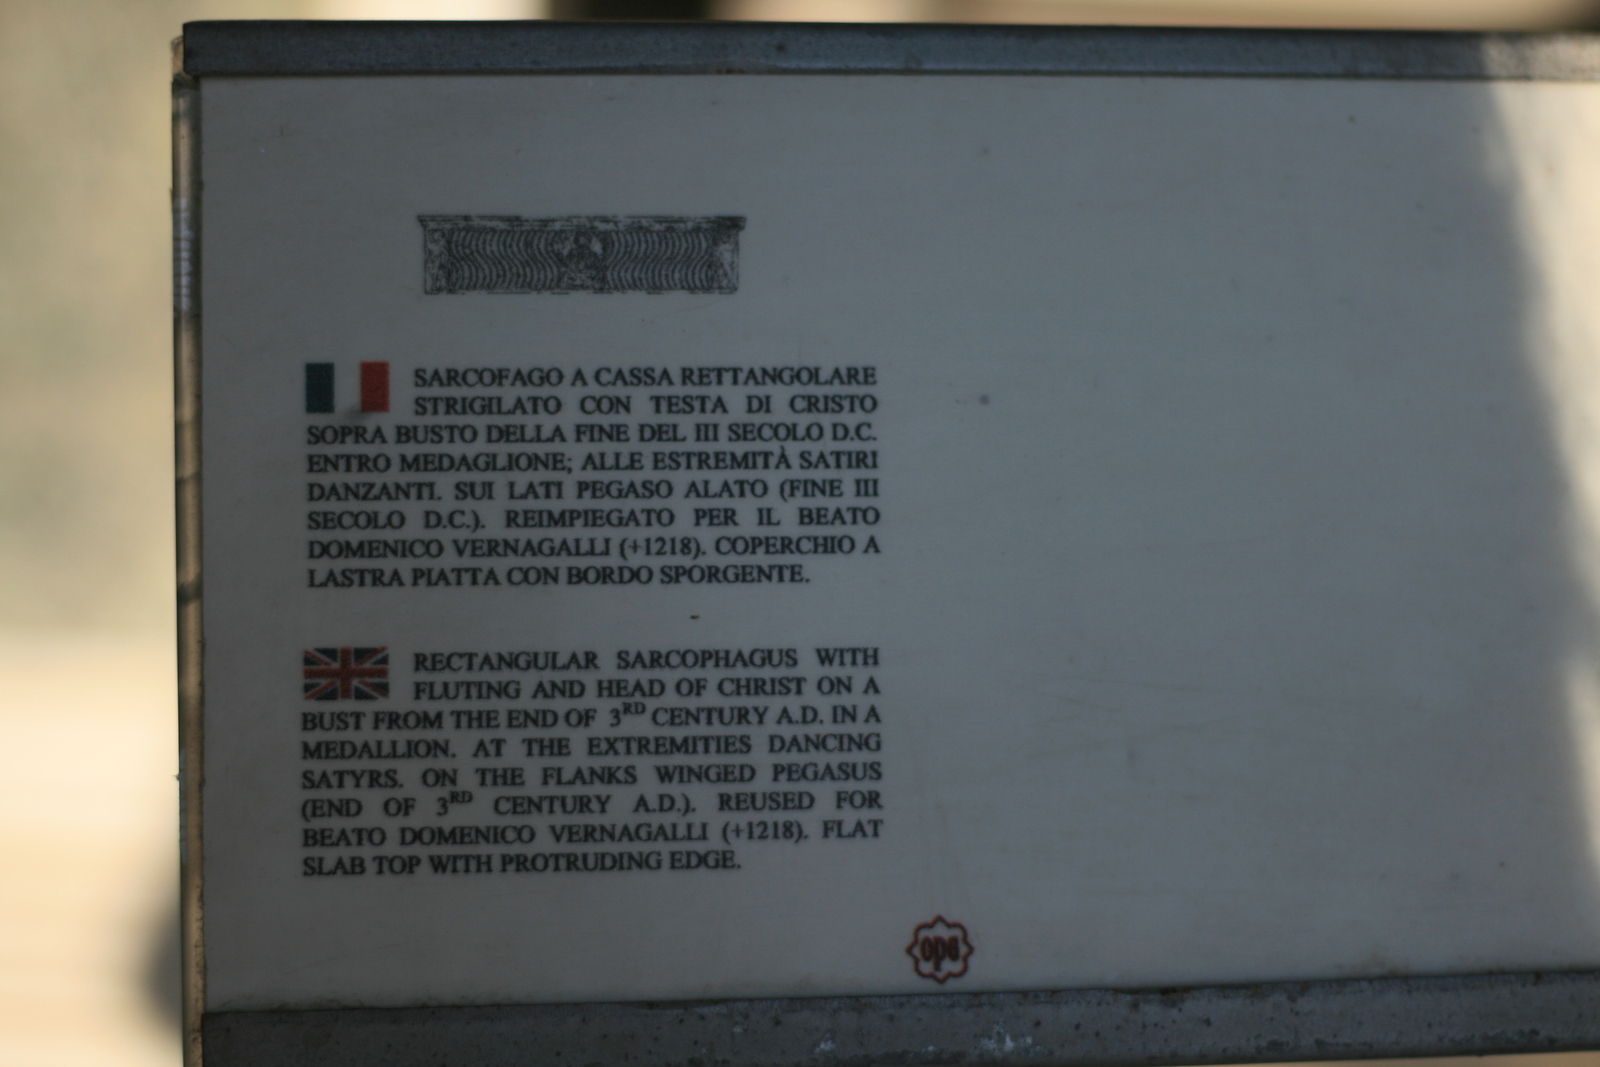 SARCOFAGO A CASSA RETTANGOLARE
STRIGILATO CON TESTA DI CRISTO
SOPRA BUSTO DELLA FINE DEL III SECOLO D.C.
ENTRO MEDAGLIONE; ALLE ESTREMITÀ SATIRI
DANZANTI. SUI LATI PEGASO ALATO (FINE III
SECOLO D.C.). REIMPIEGATO PER IL BEATO
DOMENICO VERNAGALLI (+1218). COPERCHIO A
LASTRA PIATTA CON BORDO SPORGENTE.
RECTANGULAR SARCOPHAGUS WITH
FLUTING AND HEAD OF CHRIST ON A
BUST FROM THE END OF 3RD CENTURY A.D. IN A
MEDALLION. AT THE EXTREMITIES DANCING
SATYRS. ON THE FLANKS WINGED PEGASUS
(END OF 3RD CENTURY A.D.). REUSED FOR
BEATO DOMENICO VERNAGALLI (+1218). FLAT
SLAB TOP WITH PROTRUDING EDGE.
opa